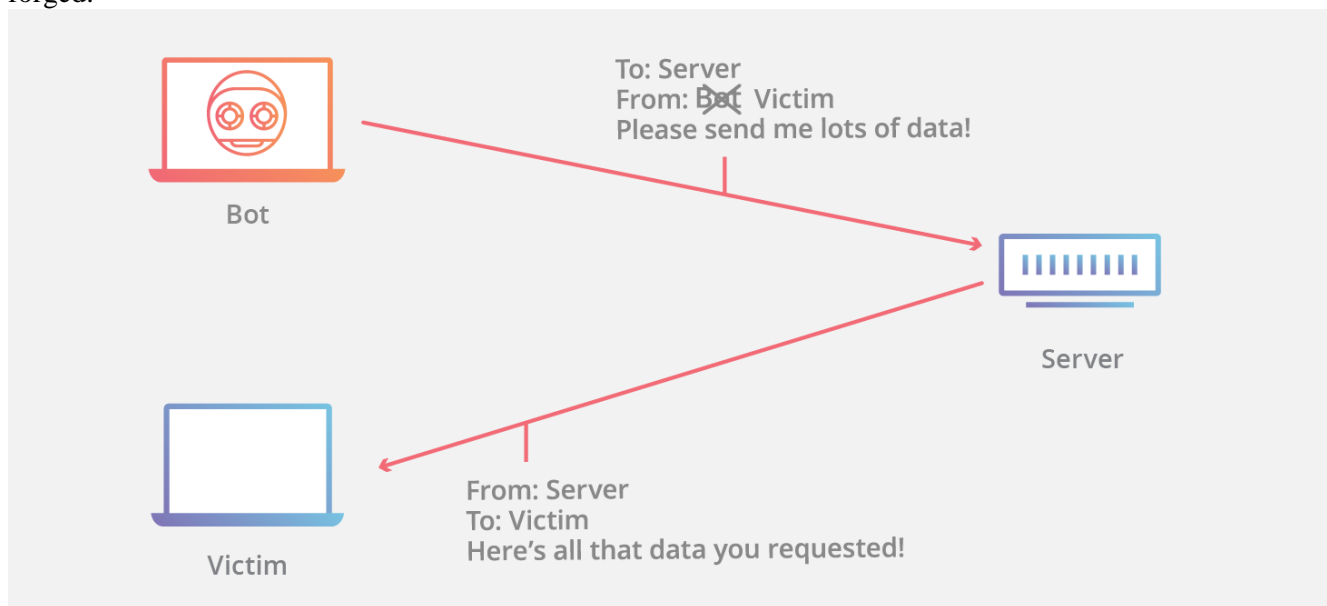 forged.
To: Server
From: Bot Victim
Please send me lots of data!
Bot
Server
From: Server
To: Victim
Here's all that data you requested!
Victim